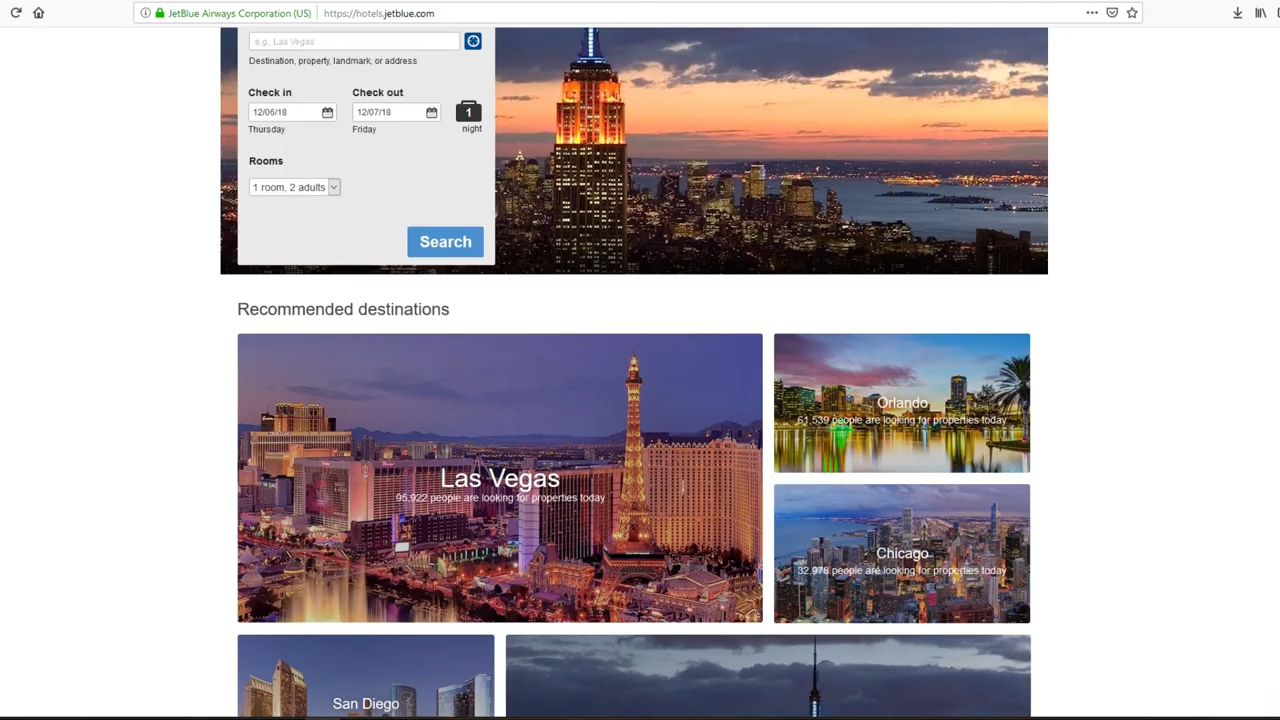 JetBlue Airways Corporation (US)
https://hotels.jetblue.com
e.g. Las Vegas
Destination, property, landmark, or address
Check in
Check out
12/06/18
12/07/18
1
Thursday
Friday
night
Rooms
1 room, 2 adults
Search
Recommended destinations
Las Vegas
95,922 people are looking for properties today
Orlando
61,539 people are looking for properties today
Chicago
32,978 people are looking for properties today
San Diego